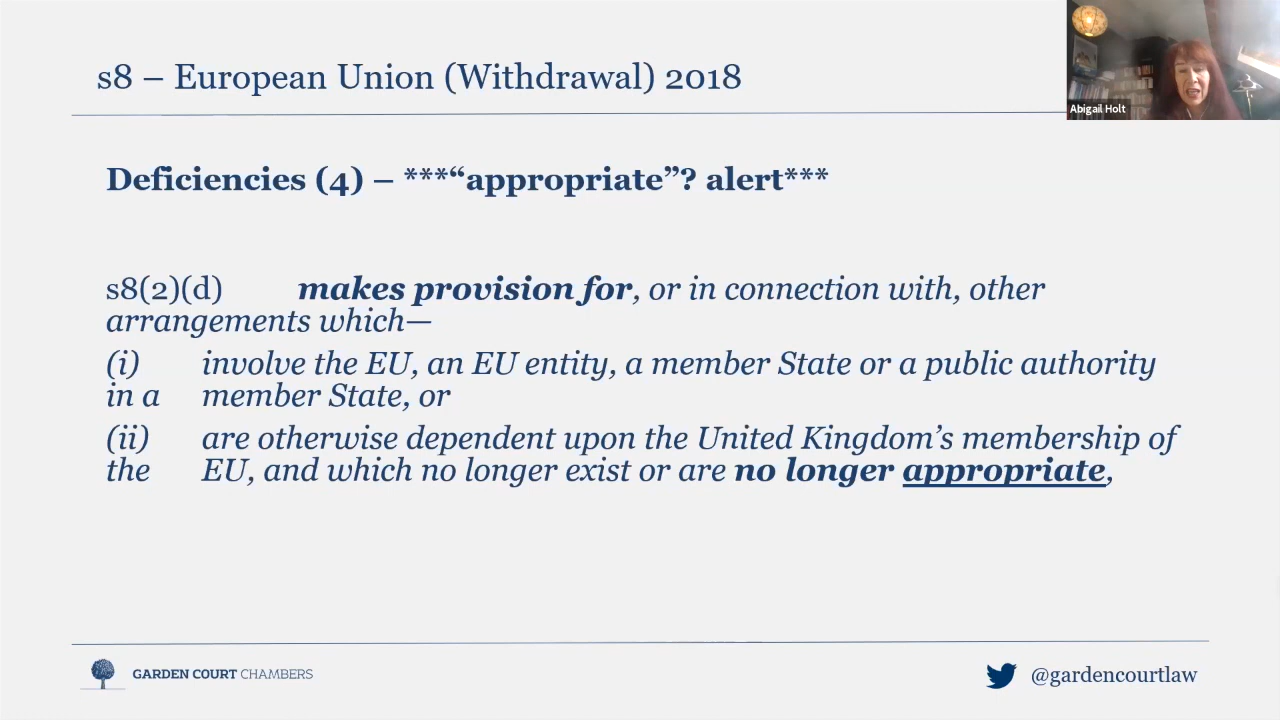 s8 – European Union (Withdrawal) 2018
Abigail Holt
Deficiencies (4) – ***“appropriate”? alert***
s8(2)(d) makes provision for, or in connection with, other
arrangements which—
(i) involve the EU, an EU entity, a member State or a public authority
in a member State, or
(ii) are otherwise dependent upon the United Kingdom’s membership of
the EU, and which no longer exist or are no longer appropriate,
GARDEN COURT CHAMBERS
@gardencourtlaw